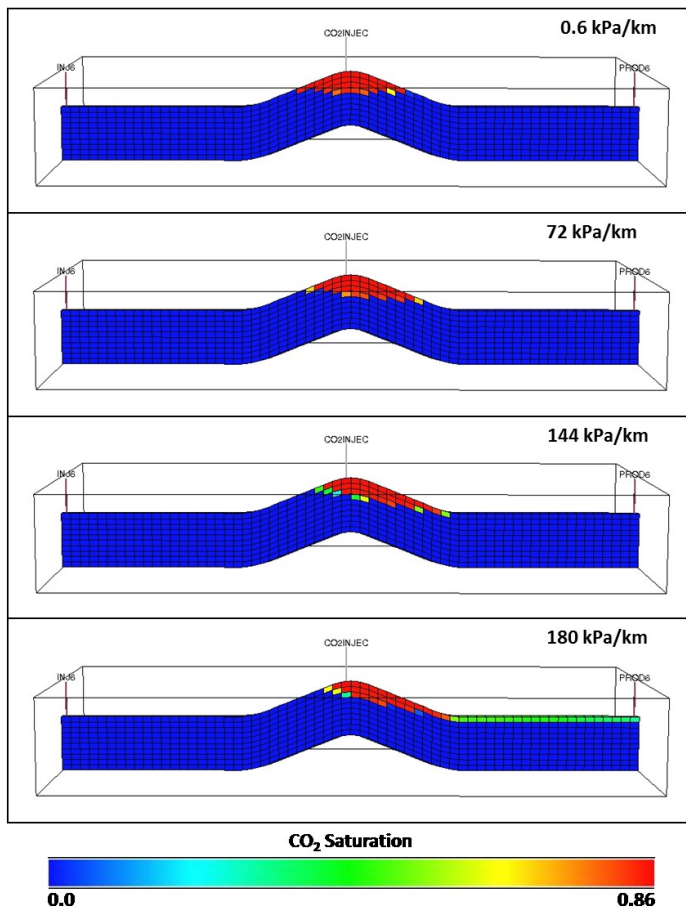 0.6 kPa/km
CO2INJEC
INJ6
PROD6
72 kPa/km
CO2INJEC
INJ6
PROD6
144 kPa/km
CO2INJEC
INJ6
PROD6
180 kPa/km
CO2INJEC
INJ6
PROD6
CO₂ Saturation
0.0 0.86